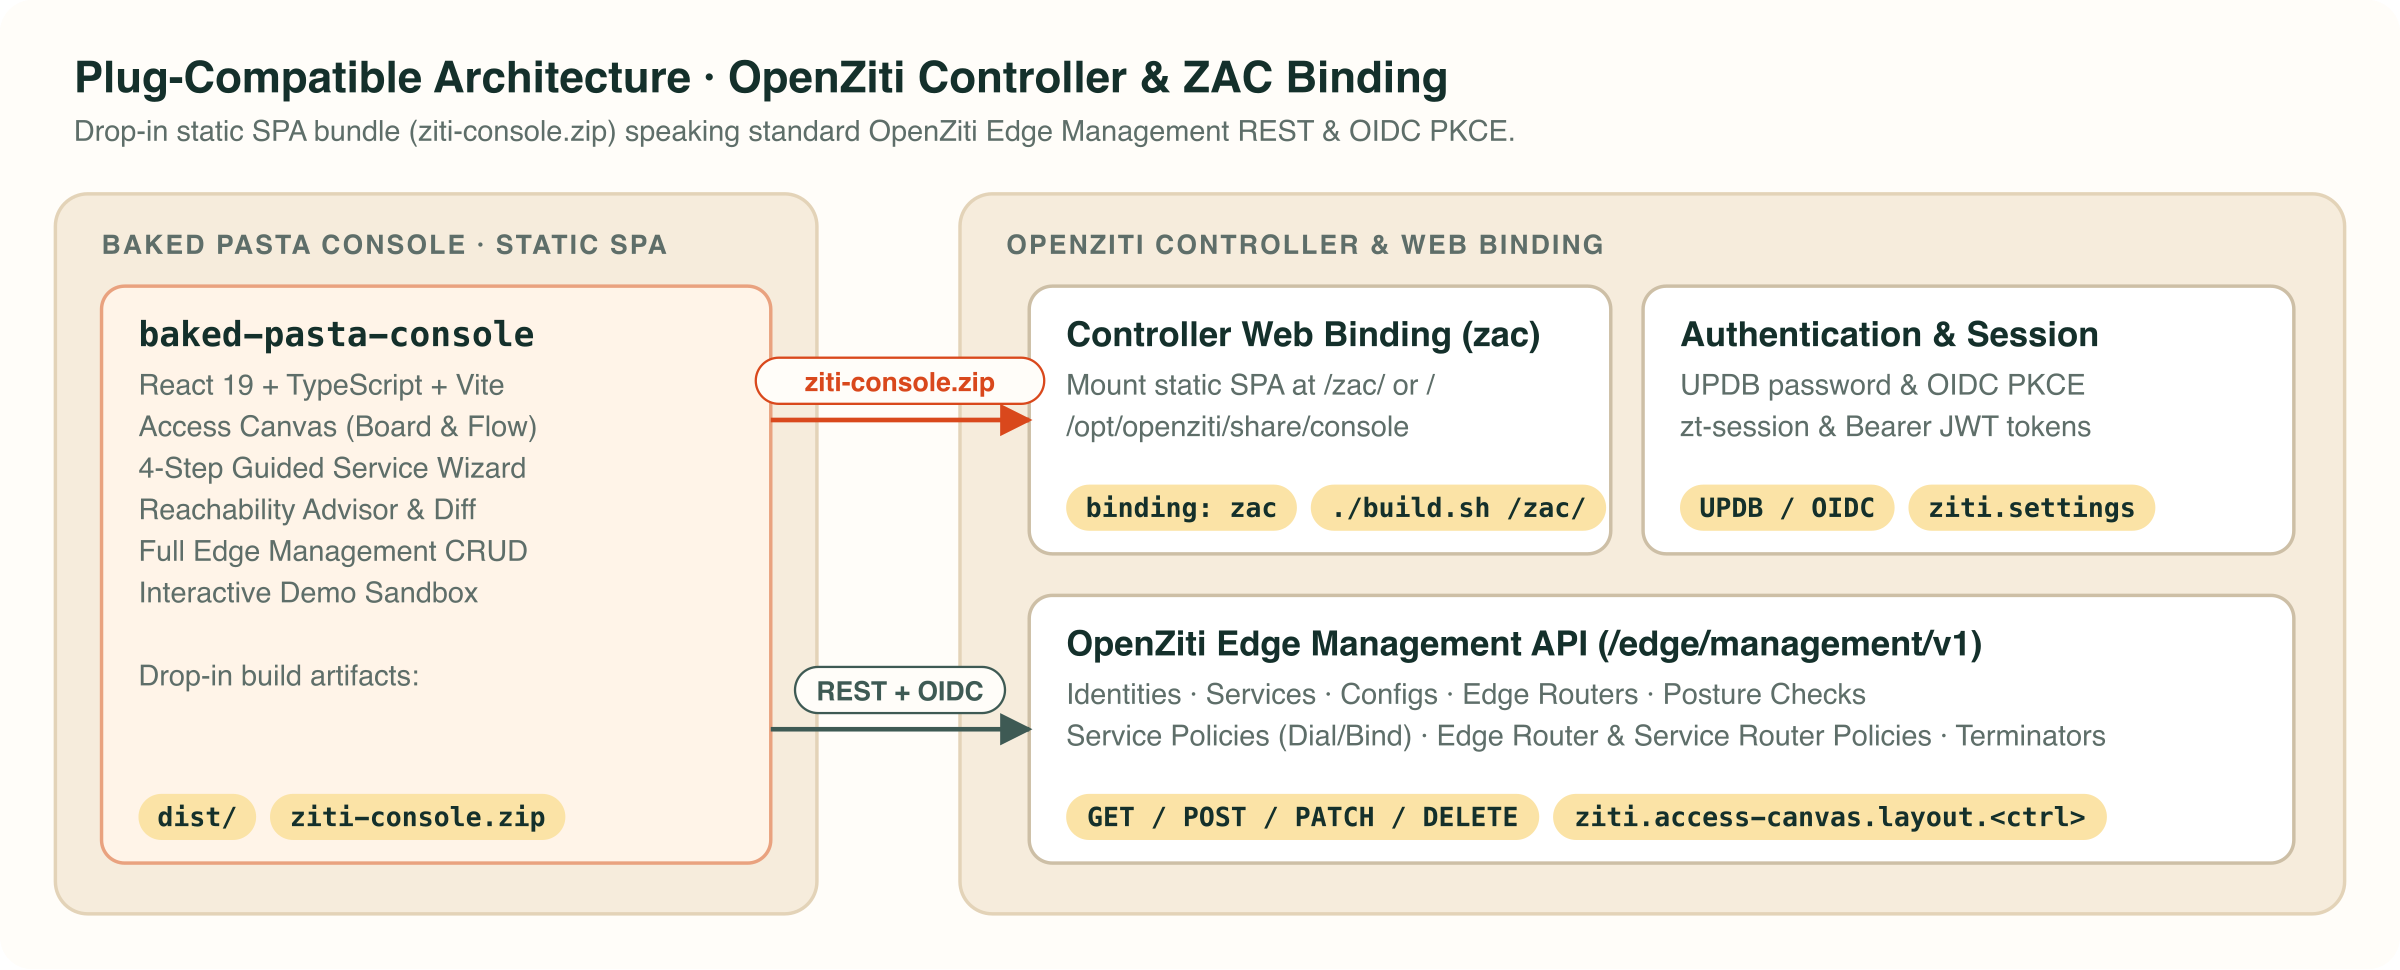 Plug-Compatible Architecture · OpenZiti Controller & ZAC Binding
Drop-in static SPA bundle (ziti-console.zip) speaking standard OpenZiti Edge Management REST & OIDC PKCE.
BAKED PASTA CONSOLE · STATIC SPA
baked-pasta-console
React 19 + TypeScript + Vite
Access Canvas (Board & Flow)
4-Step Guided Service Wizard
Reachability Advisor & Diff
Full Edge Management CRUD
Interactive Demo Sandbox
Drop-in build artifacts:
dist/
ziti-console.zip
ziti-console.zip
REST + OIDC
OPENZITI CONTROLLER & WEB BINDING
Controller Web Binding (zac)
Mount static SPA at /zac/ or /
/opt/openziti/share/console
binding: zac
./build.sh /zac/
Authentication & Session
UPDB password & OIDC PKCE
zt-session & Bearer JWT tokens
UPDB / OIDC
ziti.settings
OpenZiti Edge Management API (/edge/management/v1)
Identities · Services · Configs · Edge Routers · Posture Checks
Service Policies (Dial/Bind) · Edge Router & Service Router Policies · Terminators
GET / POST / PATCH / DELETE
ziti.access-canvas.layout.<ctrl>